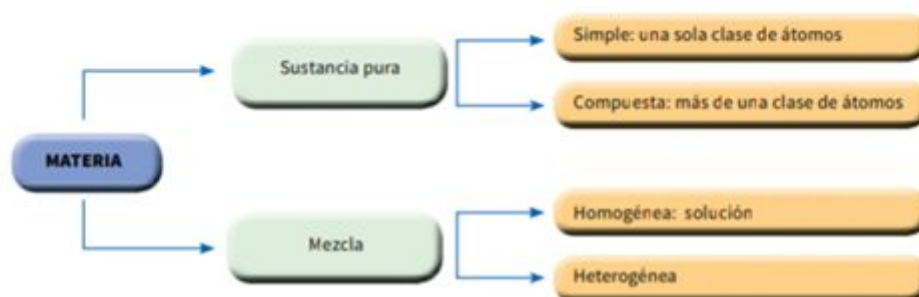 MATERIA
Sustancia pura
Simple: una sola clase de átomos
Compuesta: más de una clase de átomos
Mezcla
Homogénea: solución
Heterogénea